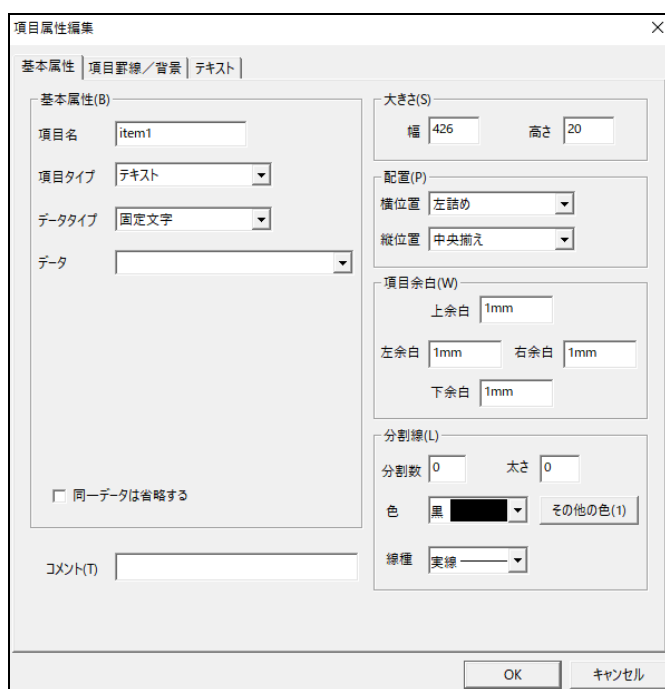 項目属性編集
基本属性 項目罫線／背景 テキスト
基本属性(B)
項目名 item1
項目タイプ テキスト
データタイプ 固定文字
データ
同一データは省略する
コメント(T)
大きさ(S)
幅 426 高さ 20
配置(P)
横位置 左詰め
縦位置 中央揃え
項目余白(W)
上余白 1mm
左余白 1mm 右余白 1mm
下余白 1mm
分割線(L)
分割数 0 太さ 0
色 黒 その他の色(1)
線種 実線
OK キャンセル